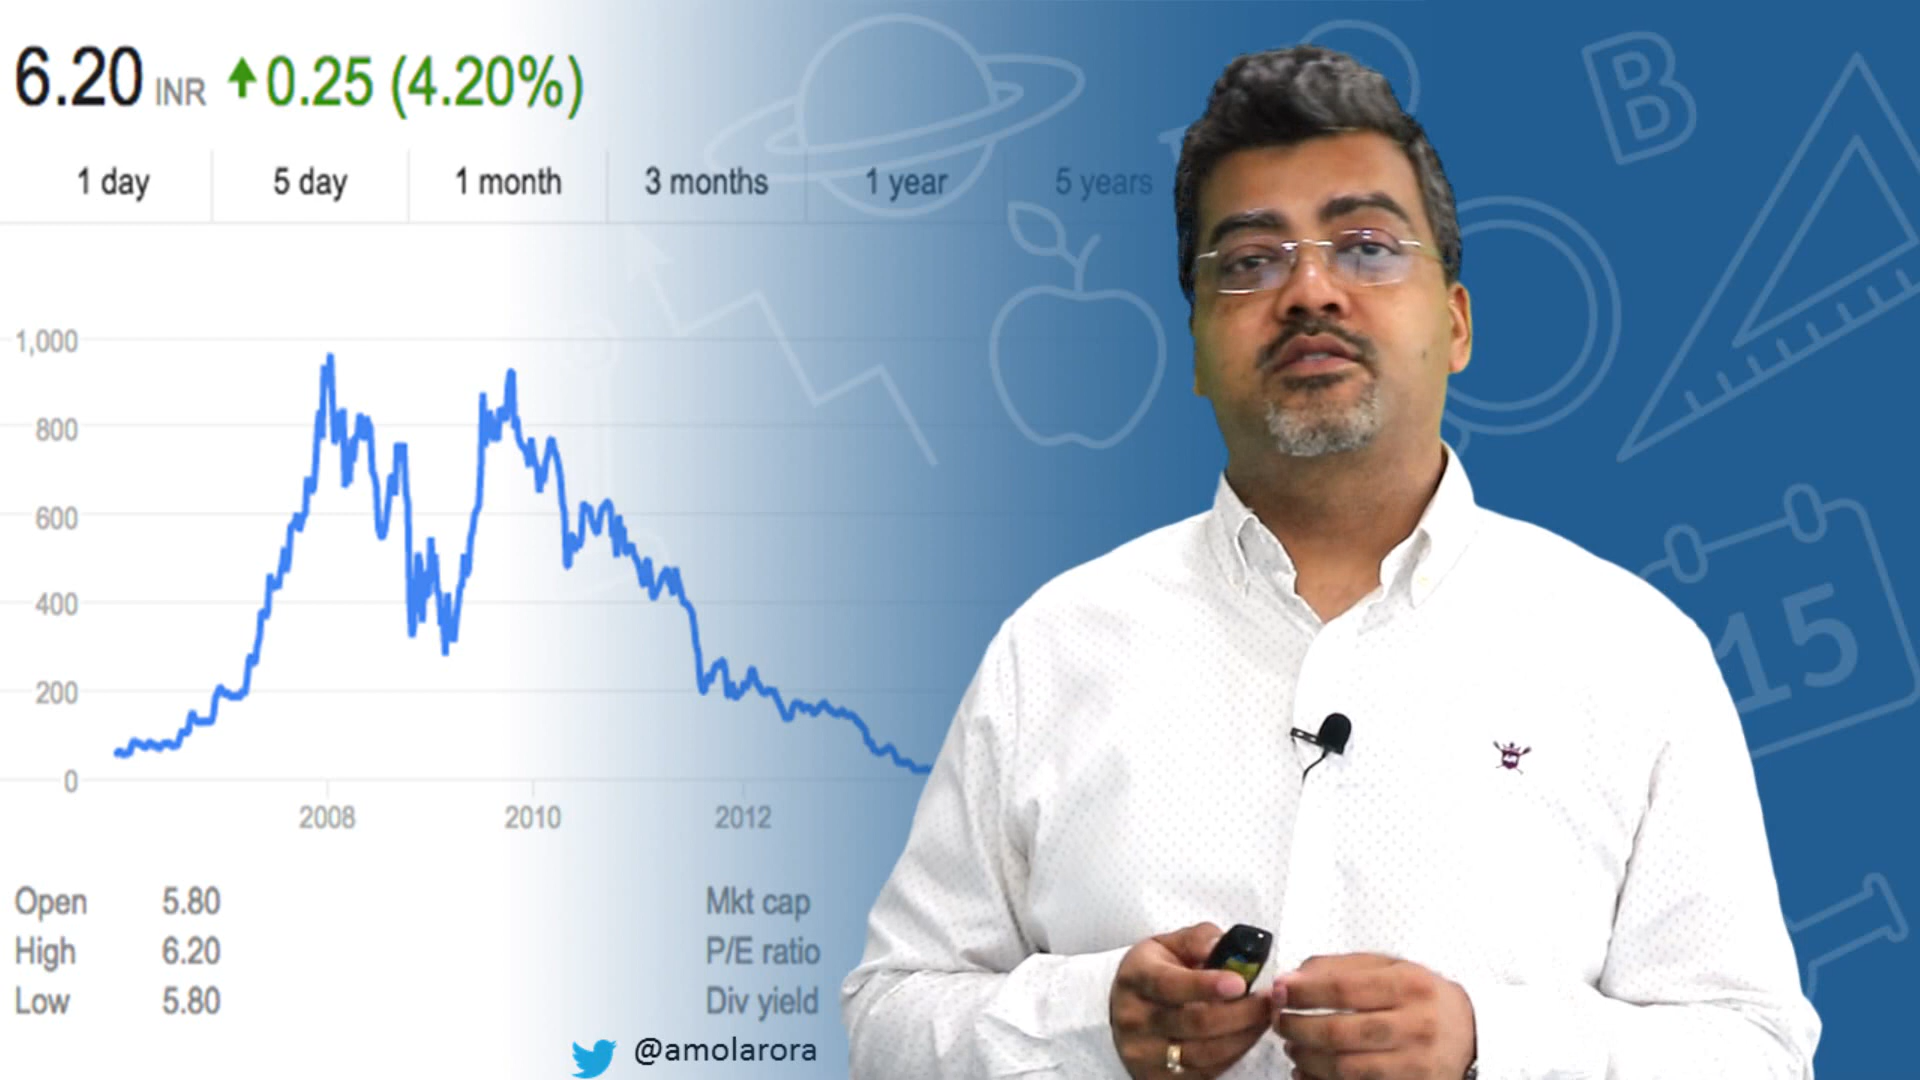 6.20 INR 0.25 (4.20%)
1 day 5 day 1 month 3 months 1 year 5 years
1,000
800
600
400
200
0
2008 2010 2012
Open 5.80 Mkt cap
High 6.20 P/E ratio
Low 5.80 Div yield
@amolarora
B
15